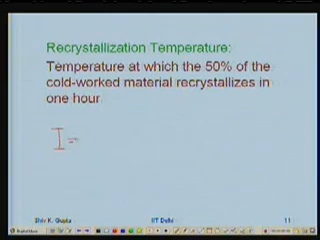 Recrystallization Temperature:
Temperature at which the 50% of the
cold-worked material recrystallizes in
one hour
I =
Shiv K. Gupta IIT Delhi 11